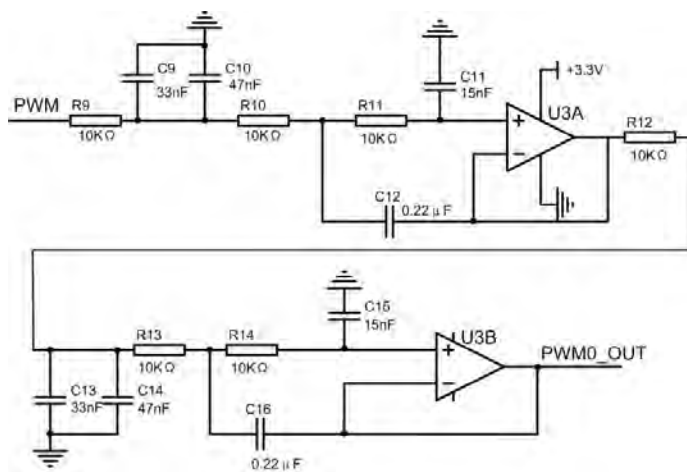 C9
33nF
C10
47nF
C11
15nF
+3.3V
PWM
R9
10KΩ
R10
10KΩ
R11
10KΩ
U3A
R12
10KΩ
C12
0.22μF
C15
15nF
R13
10KΩ
R14
10KΩ
U3B
PWM0_OUT
C13
33nF
C14
47nF
C16
0.22μF